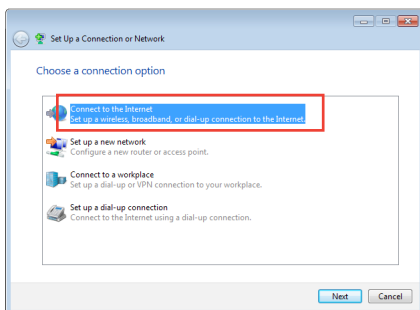 Set Up a Connection or Network
Choose a connection option
Connect to the Internet
Set up a wireless, broadband, or dial-up connection to the Internet.
Set up a new network
Configure a new router or access point.
Connect to a workplace
Set up a dial-up or VPN connection to your workplace.
Set up a dial-up connection
Connect to the Internet using a dial-up connection.
Next
Cancel